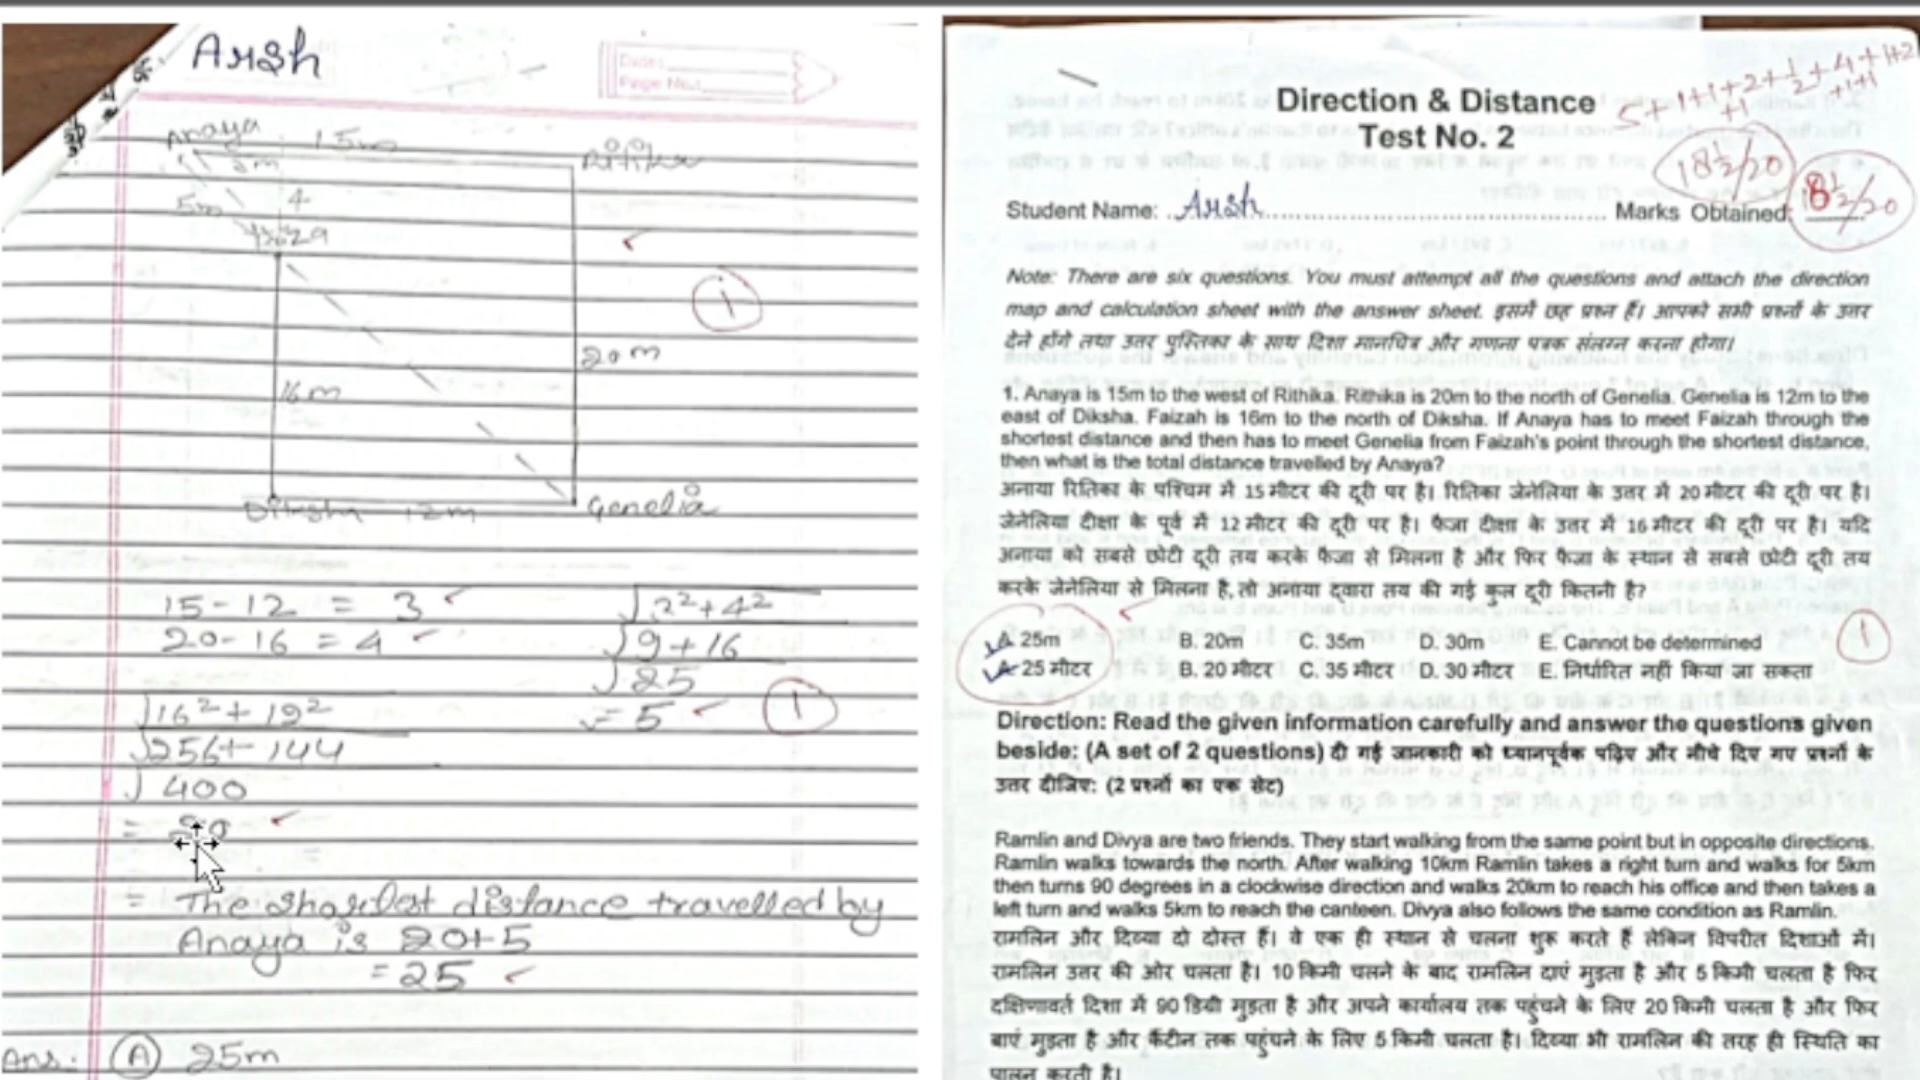 Arsh
Date:
Page No.:
Anaya 15m Ritika
3m
5m 4
16m
20m
Diksha 12m Genelia
1
15 - 12 = 3
20 - 16 = 4
√16² + 12²
√256 + 144
√400
= 20
√3² + 4²
√9 + 16
√25
= 5
1
= The shortest distance travelled by
Anaya is 20+5
= 25
Ans. (A) 25m
Direction & Distance
Test No. 2
5 + 1+1+2+½+4+1+2
+1 +1+1
18½/20
Student Name: Arsh Marks Obtained: 18½/20
Note: There are six questions. You must attempt all the questions and attach the direction
map and calculation sheet with the answer sheet. इसमें छह प्रश्न हैं। आपको सभी प्रश्नों के उत्तर
देने होंगे तथा उत्तर पुस्तिका के साथ दिशा मानचित्र और गणना पत्रक संलग्न करना होगा।
1. Anaya is 15m to the west of Rithika. Rithika is 20m to the north of Genelia. Genelia is 12m to the
east of Diksha. Faizah is 16m to the north of Diksha. If Anaya has to meet Faizah through the
shortest distance and then has to meet Genelia from Faizah's point through the shortest distance,
then what is the total distance travelled by Anaya?
अनाया रितिका के पश्चिम में 15 मीटर की दूरी पर है। रितिका जेनेलिया के उत्तर में 20 मीटर की दूरी पर है।
जेनेलिया दीक्षा के पूर्व में 12 मीटर की दूरी पर है। फैजा दीक्षा के उत्तर में 16 मीटर की दूरी पर है। यदि
अनाया को सबसे छोटी दूरी तय करके फैजा से मिलना है और फिर फैजा के स्थान से सबसे छोटी दूरी तय
करके जेनेलिया से मिलना है, तो अनाया द्वारा तय की गई कुल दूरी कितनी है?
A. 25m B. 20m C. 35m D. 30m E. Cannot be determined
A. 25 मीटर B. 20 मीटर C. 35 मीटर D. 30 मीटर E. निर्धारित नहीं किया जा सकता
1
Direction: Read the given information carefully and answer the questions given
beside: (A set of 2 questions) दी गई जानकारी को ध्यानपूर्वक पढ़िए और नीचे दिए गए प्रश्नों के
उत्तर दीजिए: (2 प्रश्नों का एक सेट)
Ramlin and Divya are two friends. They start walking from the same point but in opposite directions.
Ramlin walks towards the north. After walking 10km Ramlin takes a right turn and walks for 5km
then turns 90 degrees in a clockwise direction and walks 20km to reach his office and then takes a
left turn and walks 5km to reach the canteen. Divya also follows the same condition as Ramlin.
रामलिन और दिव्या दो दोस्त हैं। वे एक ही स्थान से चलना शुरू करते हैं लेकिन विपरीत दिशाओं में।
रामलिन उत्तर की ओर चलता है। 10 किमी चलने के बाद रामलिन दाएं मुड़ता है और 5 किमी चलता है फिर
दक्षिणावर्त दिशा में 90 डिग्री मुड़ता है और अपने कार्यालय तक पहुंचने के लिए 20 किमी चलता है और फिर
बाएं मुड़ता है और कैंटीन तक पहुंचने के लिए 5 किमी चलता है। दिव्या भी रामलिन की तरह ही स्थिति का
पालन करती है।